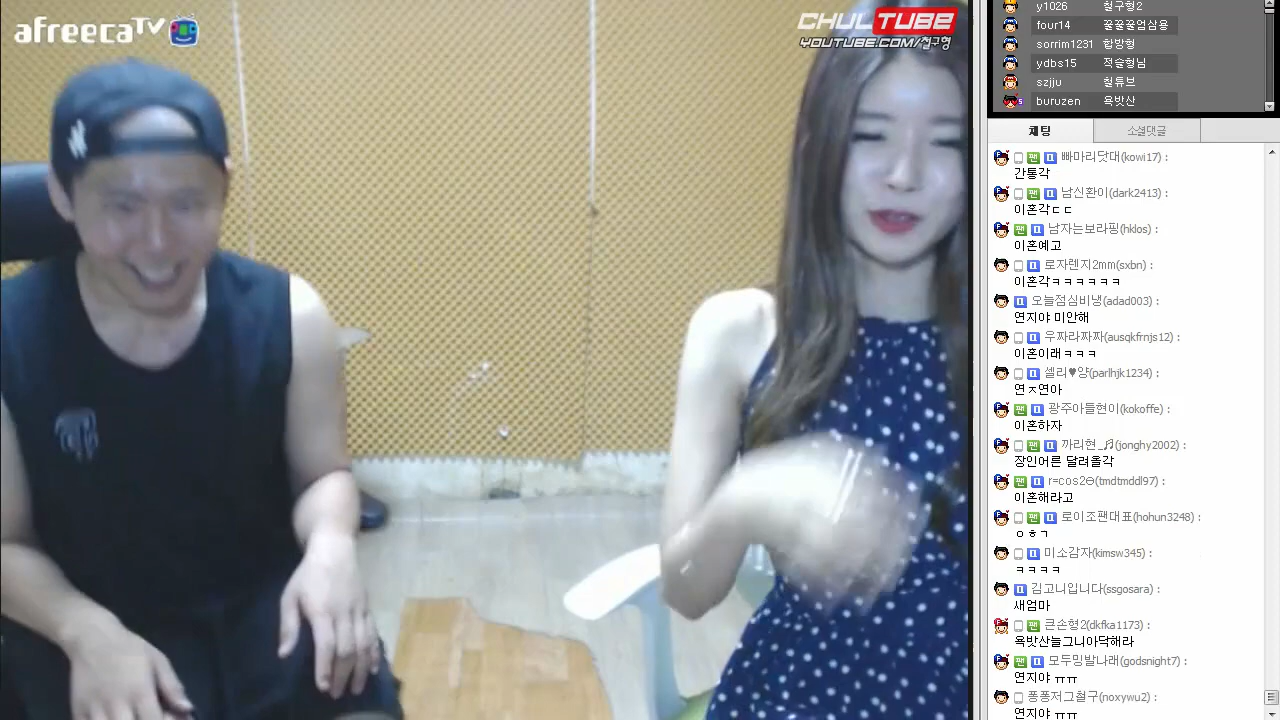 afreecaTV
CHULTUBE
YOUTUBE.COM/철구형
y1026 철구형2
four14 꿀꿀꿀업삼용
sorrim1231 합방형
ydbs15 적슬형님
szjju 철튜브
buruzen 욕밧산
채팅 소셜댓글
빠마리닷대(kowi17) :
간통각
남신환이(dark2413) :
이혼각ㄷㄷ
남자는보라핑(hklos) :
이혼예고
로자렌지2mm(sxbn) :
이혼각ㅋㅋㅋㅋㅋㅋ
오늘점심비냉(adad003) :
연지야 미안해
우짜라짜짜(ausqkfrnjs12) :
이혼이래ㅋㅋㅋ
셀리♥양(parlhjk1234) :
연ㅈ연아
광주아들현이(kokoffe) :
이혼하자
까리현_♬(jonghy2002) :
장인어른 달려올각
r=cos2Θ(tmdtmddl97) :
이혼해라고
로이조팬대표(hohun3248) :
ㅇㅎㄱ
미소감자(kimsw345) :
ㅋㅋㅋㅋ
김고니입니다(ssgosara) :
새엄마
큰손형2(dkfka1173) :
욕밧산늘그니아닥해라
모두밍발나래(godsnight7) :
연지야 ㅠㅠ
퐁퐁저그철구(noxywu2) :
연지야 ㅠㅠ